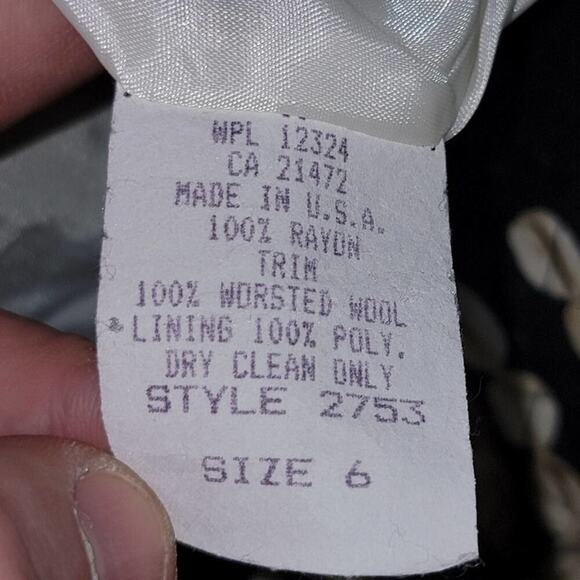 WPL 12324
CA 21472
MADE IN U.S.A.
100% RAYON
TRIM
100% WORSTED WOOL
LINING 100% POLY.
DRY CLEAN ONLY
STYLE 2753
SIZE 6